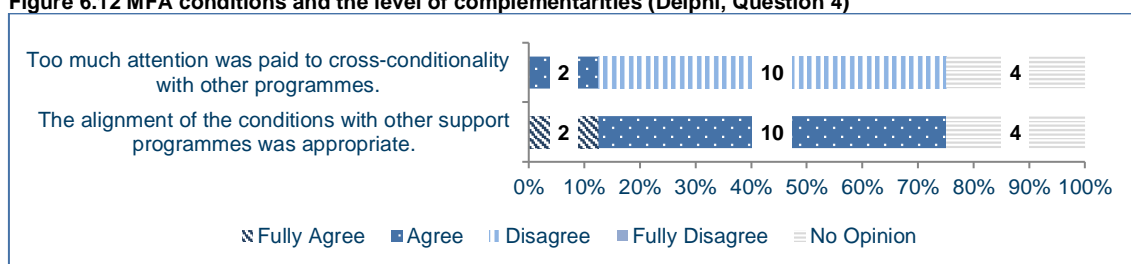 Figure 6.12 MFA conditions and the level of complementarities (Delphi, Question 4)
Too much attention was paid to cross-conditionality
with other programmes.
2 10 4
The alignment of the conditions with other support
programmes was appropriate.
2 10 4
0% 10% 20% 30% 40% 50% 60% 70% 80% 90% 100%
Fully Agree Agree Disagree Fully Disagree No Opinion